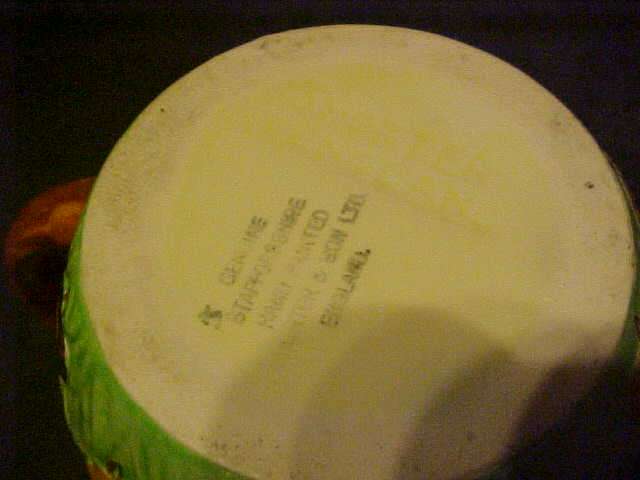 GENUINE
STAFFORDSHIRE
HAND PAINTED
& SON LTD.
ENGLAND.